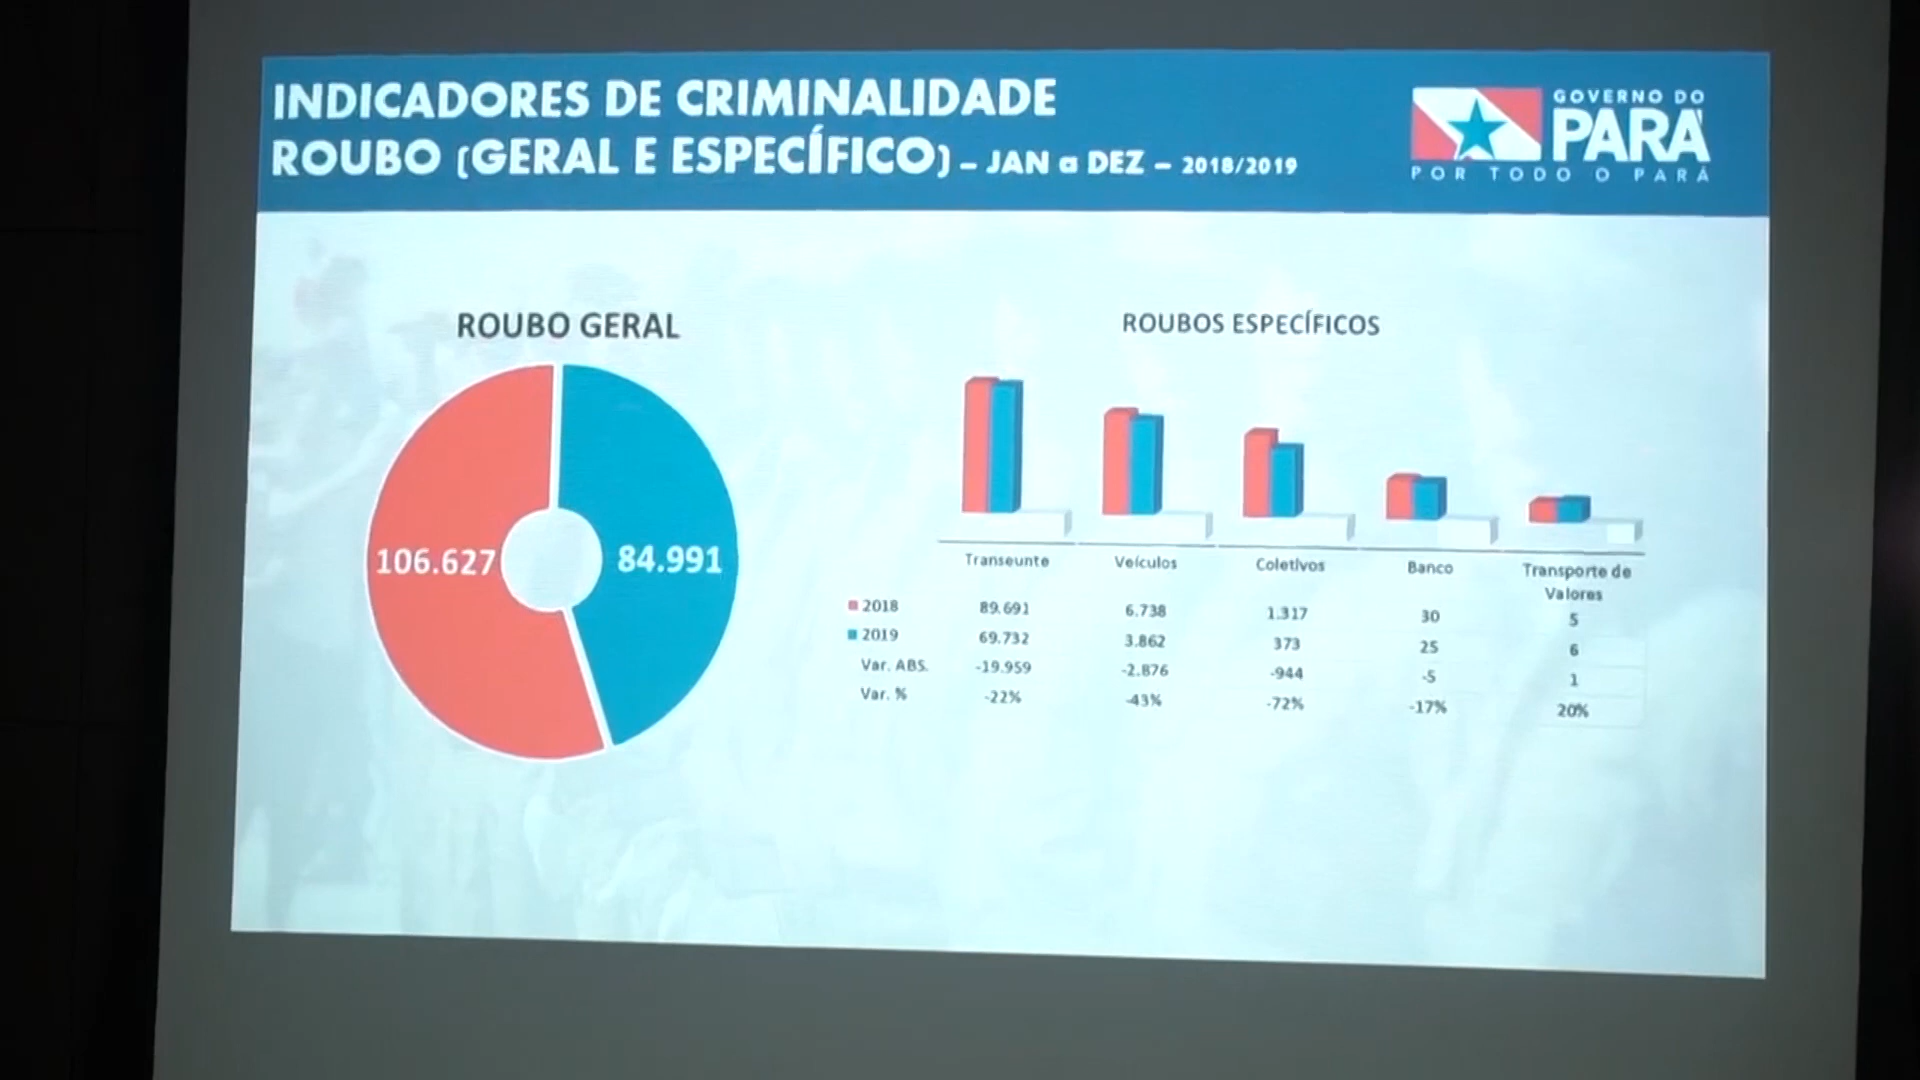 INDICADORES DE CRIMINALIDADE
ROUBO (GERAL E ESPECÍFICO) – JAN a DEZ – 2018/2019
GOVERNO DO
PARÁ
POR TODO O PARÁ
ROUBO GERAL
106.627
84.991
ROUBOS ESPECÍFICOS
Transeunte Veículos Coletivos Banco Transporte de
Valores
2018 89.691 6.738 1.317 30 5
2019 69.732 3.862 373 25 6
Var. ABS. -19.959 -2.876 -944 -5 1
Var. % -22% -43% -72% -17% 20%